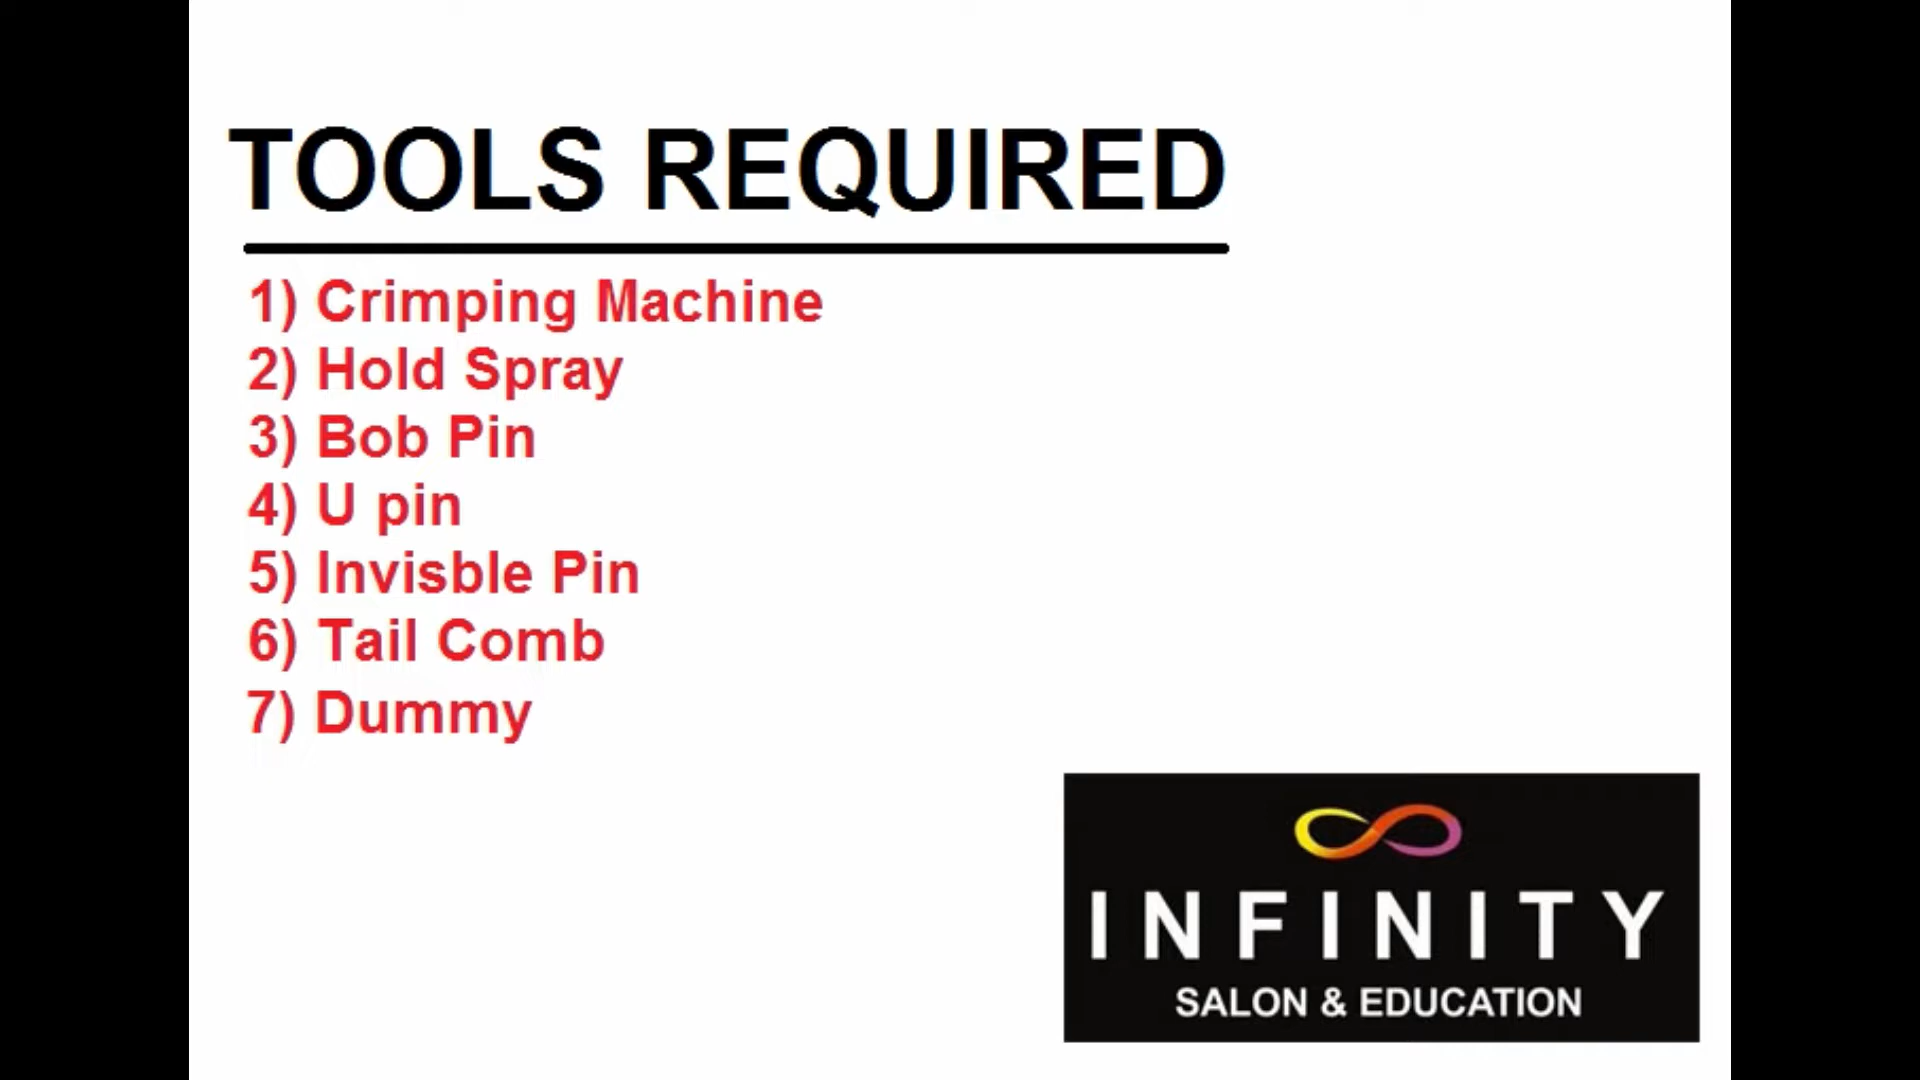 TOOLS REQUIRED
1) Crimping Machine
2) Hold Spray
3) Bob Pin
4) U pin
5) Invisble Pin
6) Tail Comb
7) Dummy
INFINITY
SALON & EDUCATION